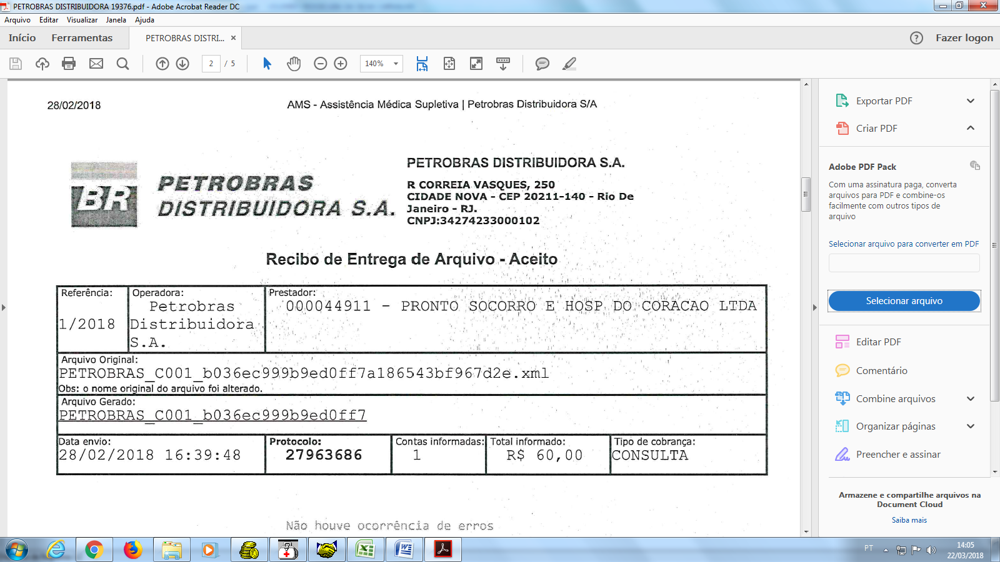 PETROBRAS DISTRIBUIDORA 19376.pdf - Adobe Acrobat Reader DC
Arquivo Editar Visualizar Janela Ajuda
Início Ferramentas PETROBRAS DISTRI... × Fazer logon
2 / 5 140%
28/02/2018 AMS - Assistência Médica Supletiva | Petrobras Distribuidora S/A
BR PETROBRAS DISTRIBUIDORA S.A.
PETROBRAS DISTRIBUIDORA S.A.
R CORREIA VASQUES, 250
CIDADE NOVA - CEP 20211-140 - Rio De
Janeiro - RJ.
CNPJ:34274233000102
Recibo de Entrega de Arquivo - Aceito
Referência: Operadora: Prestador:
Petrobras 000044911 - PRONTO SOCORRO E HOSP DO CORACAO LTDA
1/2018 Distribuidora
S.A.
Arquivo Original:
PETROBRAS_C001_b036ec999b9ed0ff7a186543bf967d2e.xml
Obs: o nome original do arquivo foi alterado.
Arquivo Gerado:
PETROBRAS_C001_b036ec999b9ed0ff7
Data envio: Protocolo: Contas informadas: Total informado: Tipo de cobrança:
28/02/2018 16:39:48 27963686 1 R$ 60,00 CONSULTA
Não houve ocorrência de erros
Exportar PDF
Criar PDF
Adobe PDF Pack
Com uma assinatura paga, converta
arquivos para PDF e combine-os
facilmente com outros tipos de
arquivo
Selecionar arquivo para converter em PDF
Selecionar arquivo
Editar PDF
Comentário
Combine arquivos
Organizar páginas
Preencher e assinar
Armazene e compartilhe arquivos na
Document Cloud
Saiba mais
PT 14:05
22/03/2018